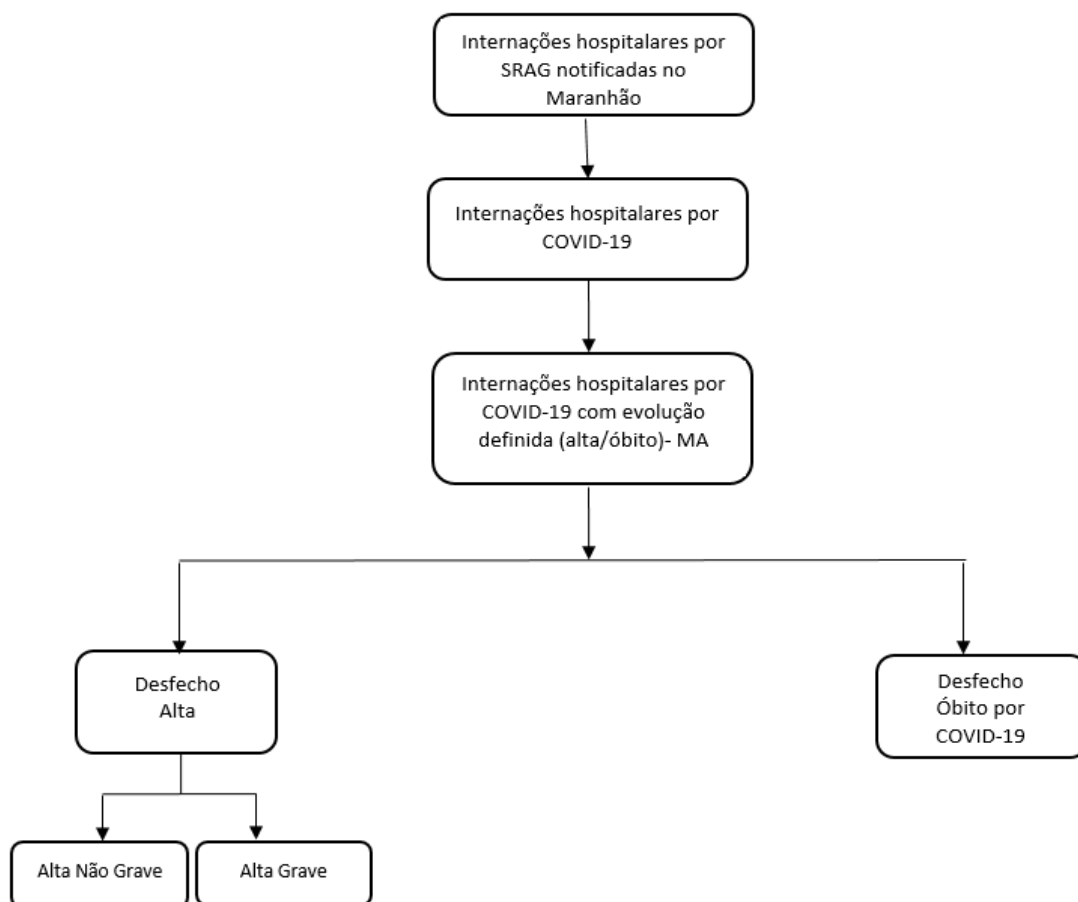 Internações hospitalares por
SRAG notificadas no
Maranhão
Internações hospitalares por
COVID-19
Internações hospitalares por
COVID-19 com evolução
definida (alta/óbito)- MA
Desfecho
Alta
Desfecho
Óbito por
COVID-19
Alta Não Grave
Alta Grave